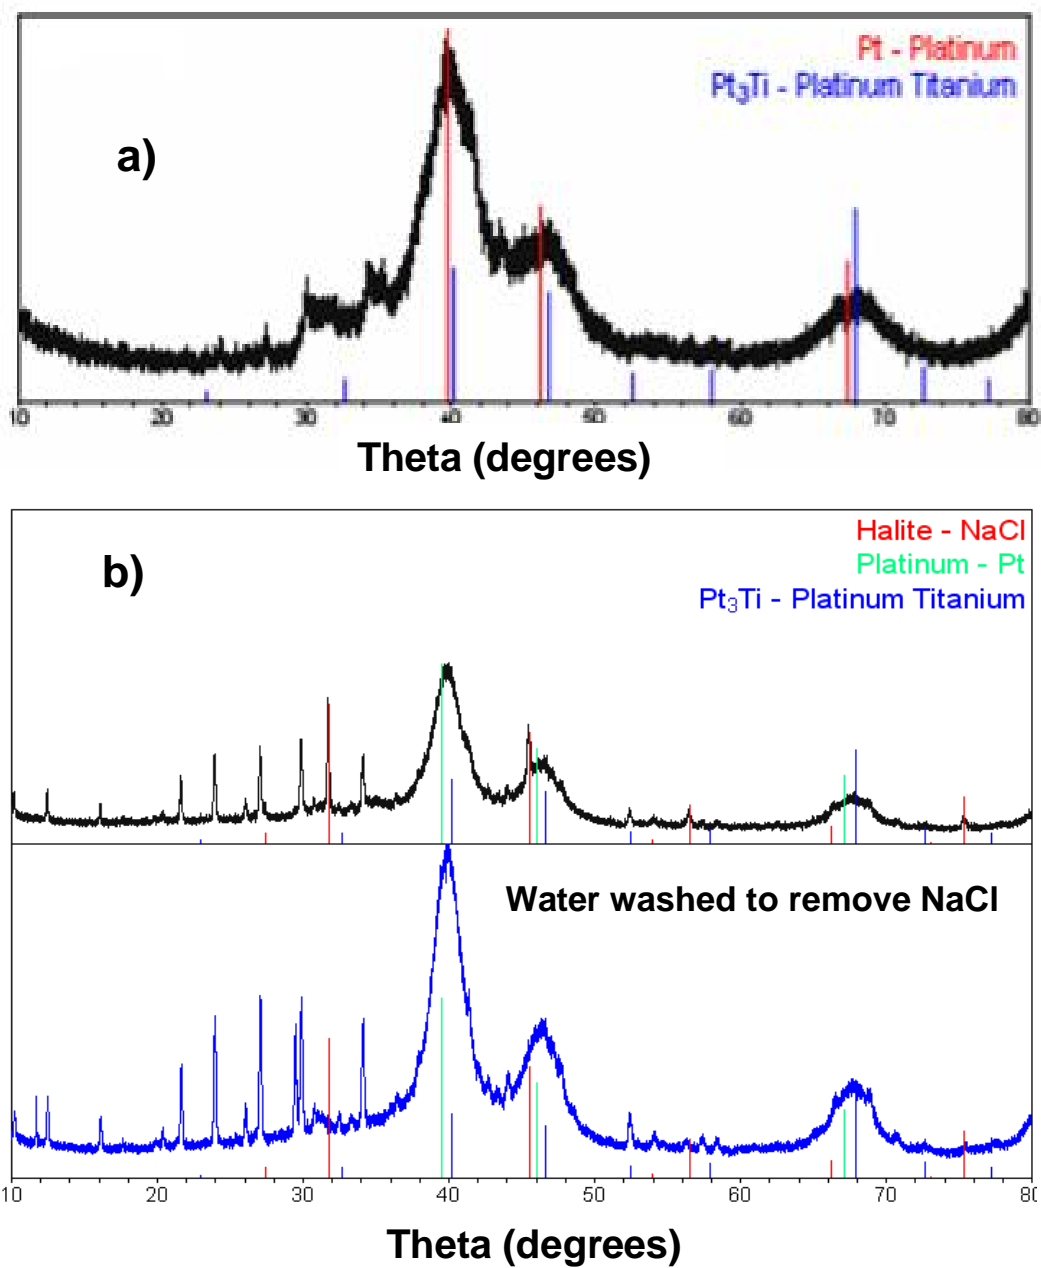 Pt - Platinum
Pt₃Ti - Platinum Titanium
a)
10 20 30 40 50 60 70 80
Theta (degrees)
b)
Halite - NaCl
Platinum - Pt
Pt₃Ti - Platinum Titanium
Water washed to remove NaCl
10 20 30 40 50 60 70 80
Theta (degrees)